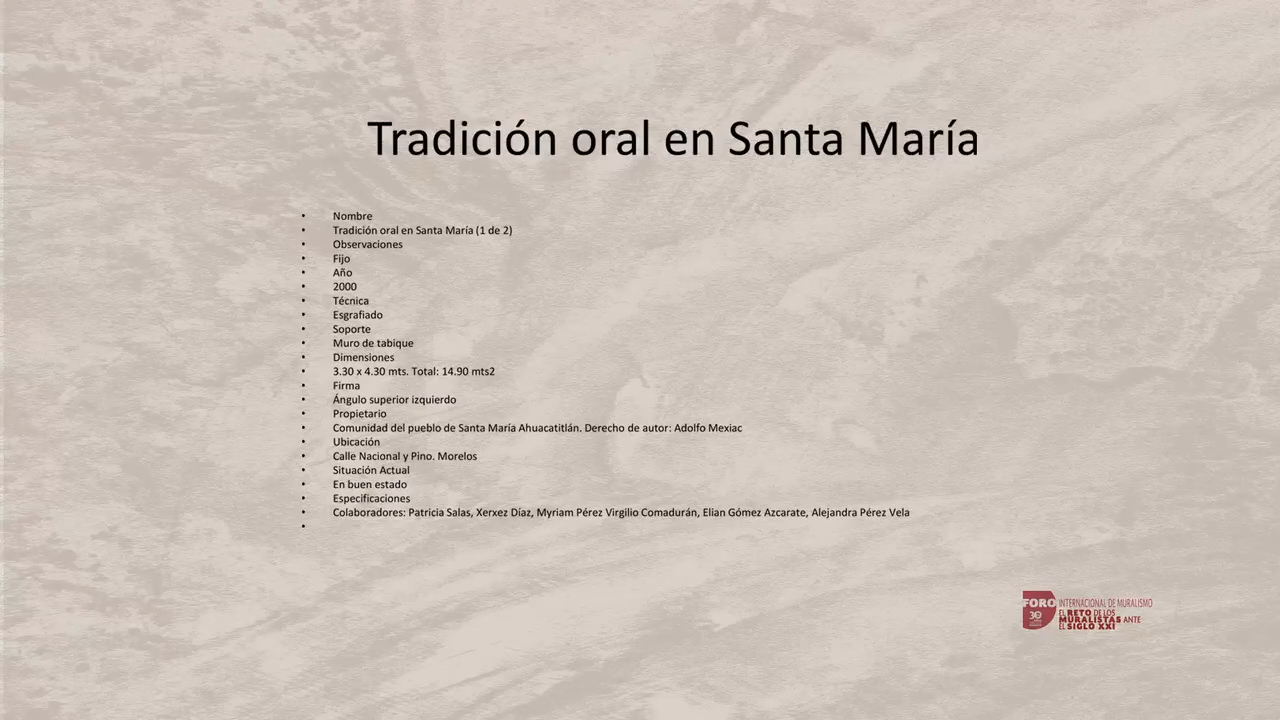 Tradición oral en Santa María
• Nombre
• Tradición oral en Santa María (1 de 2)
• Observaciones
• Fijo
• Año
• 2000
• Técnica
• Esgrafiado
• Soporte
• Muro de tabique
• Dimensiones
• 3.30 x 4.30 mts. Total: 14.90 mts2
• Firma
• Ángulo superior izquierdo
• Propietario
• Comunidad del pueblo de Santa María Ahuacatitlán. Derecho de autor: Adolfo Mexiac
• Ubicación
• Calle Nacional y Pino. Morelos
• Situación Actual
• En buen estado
• Especificaciones
• Colaboradores: Patricia Salas, Xerxez Díaz, Myriam Pérez Virgilio Comadurán, Elian Gómez Azcarate, Alejandra Pérez Vela
•
FORO INTERNACIONAL DE MURALISMO
30
EL RETO DE LOS
MURALISTAS ANTE
EL SIGLO XXI